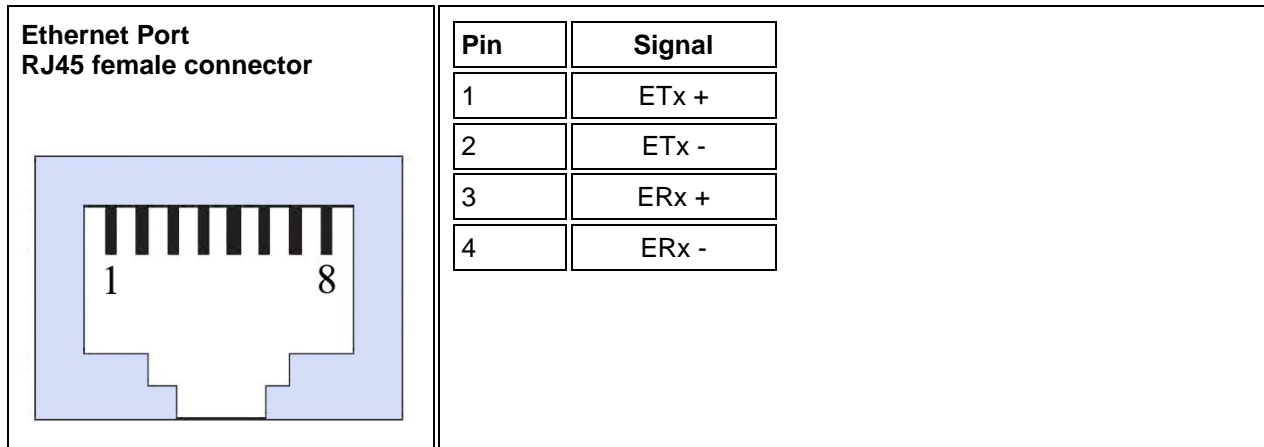 Ethernet Port
RJ45 female connector
1 8
Pin Signal
1 ETx +
2 ETx -
3 ERx +
4 ERx -